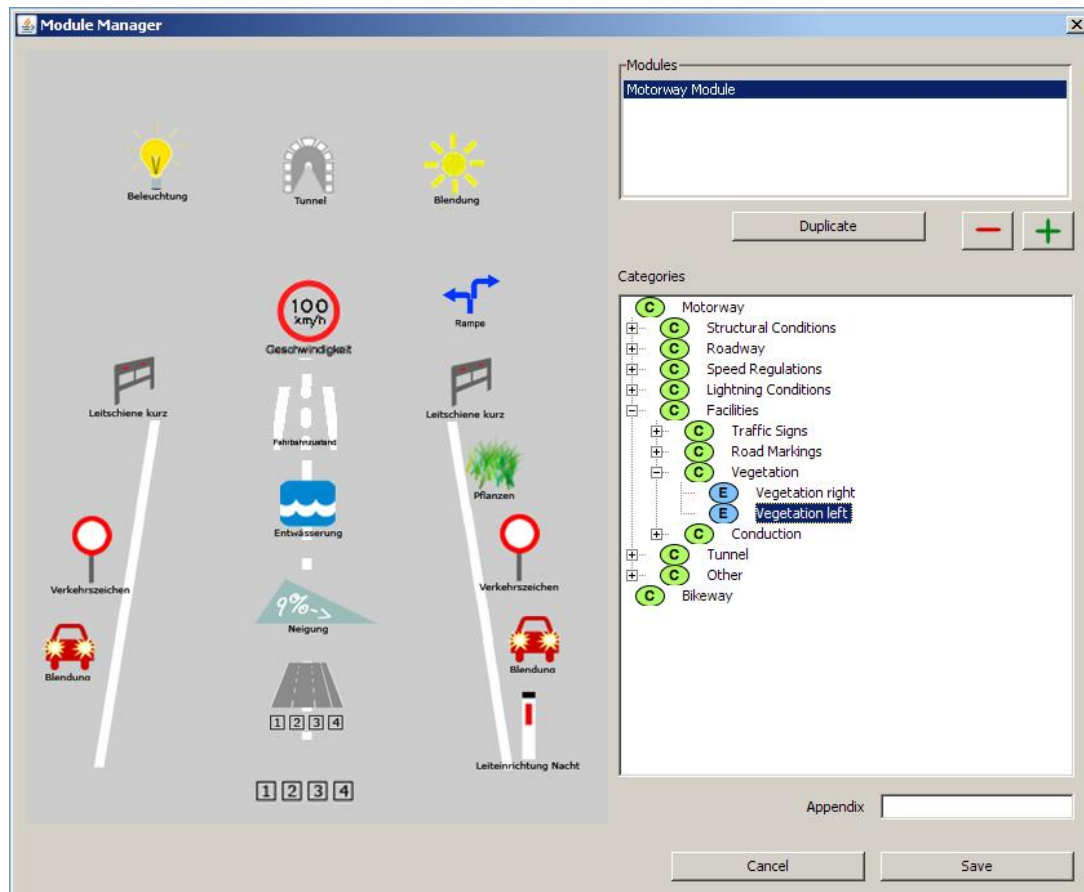 Module Manager
Beleuchtung
Tunnel
Blendung
100
km/h
Geschwindigkeit
Rampe
Leitschiene kurz
Leitschiene kurz
Fahrbahnzustand
Pflanzen
Entwässerung
Verkehrszeichen
Verkehrszeichen
9%->
Neigung
Blendung
Blendung
1 2 3 4
Leiteinrichtung Nacht
1 2 3 4
Modules
Motorway Module
Duplicate
Categories
C Motorway
C Structural Conditions
C Roadway
C Speed Regulations
C Lightning Conditions
C Facilities
C Traffic Signs
C Road Markings
C Vegetation
E Vegetation right
E Vegetation left
C Conduction
C Tunnel
C Other
C Bikeway
Appendix
Cancel
Save